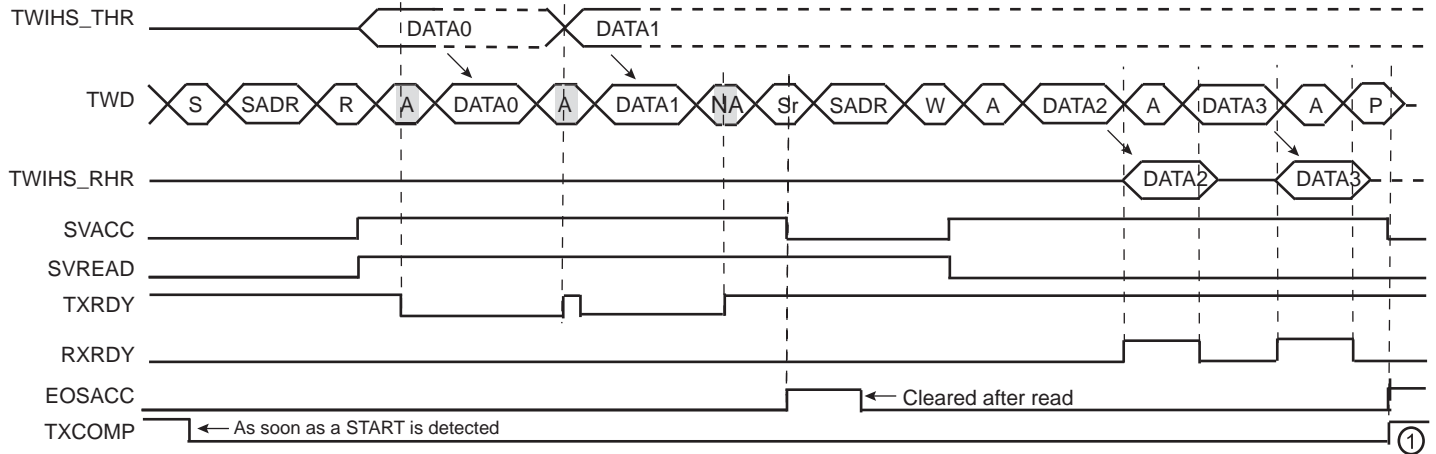 TWIHS_THR DATA0 DATA1
TWD S SADR R A DATA0 A DATA1 NA Sr SADR W A DATA2 A DATA3 A P
TWIHS_RHR DATA2 DATA3
SVACC
SVREAD
TXRDY
RXRDY
EOSACC Cleared after read
TXCOMP As soon as a START is detected 1